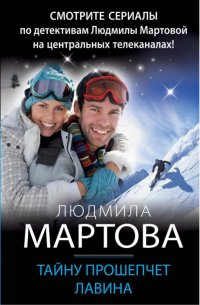 СМОТРИТЕ СЕРИАЛЫ
по детективам Людмилы Мартовой
на центральных телеканалах!
ЛЮДМИЛА
МАРТОВА
ТАЙНУ ПРОШЕПЧЕТ
ЛАВИНА